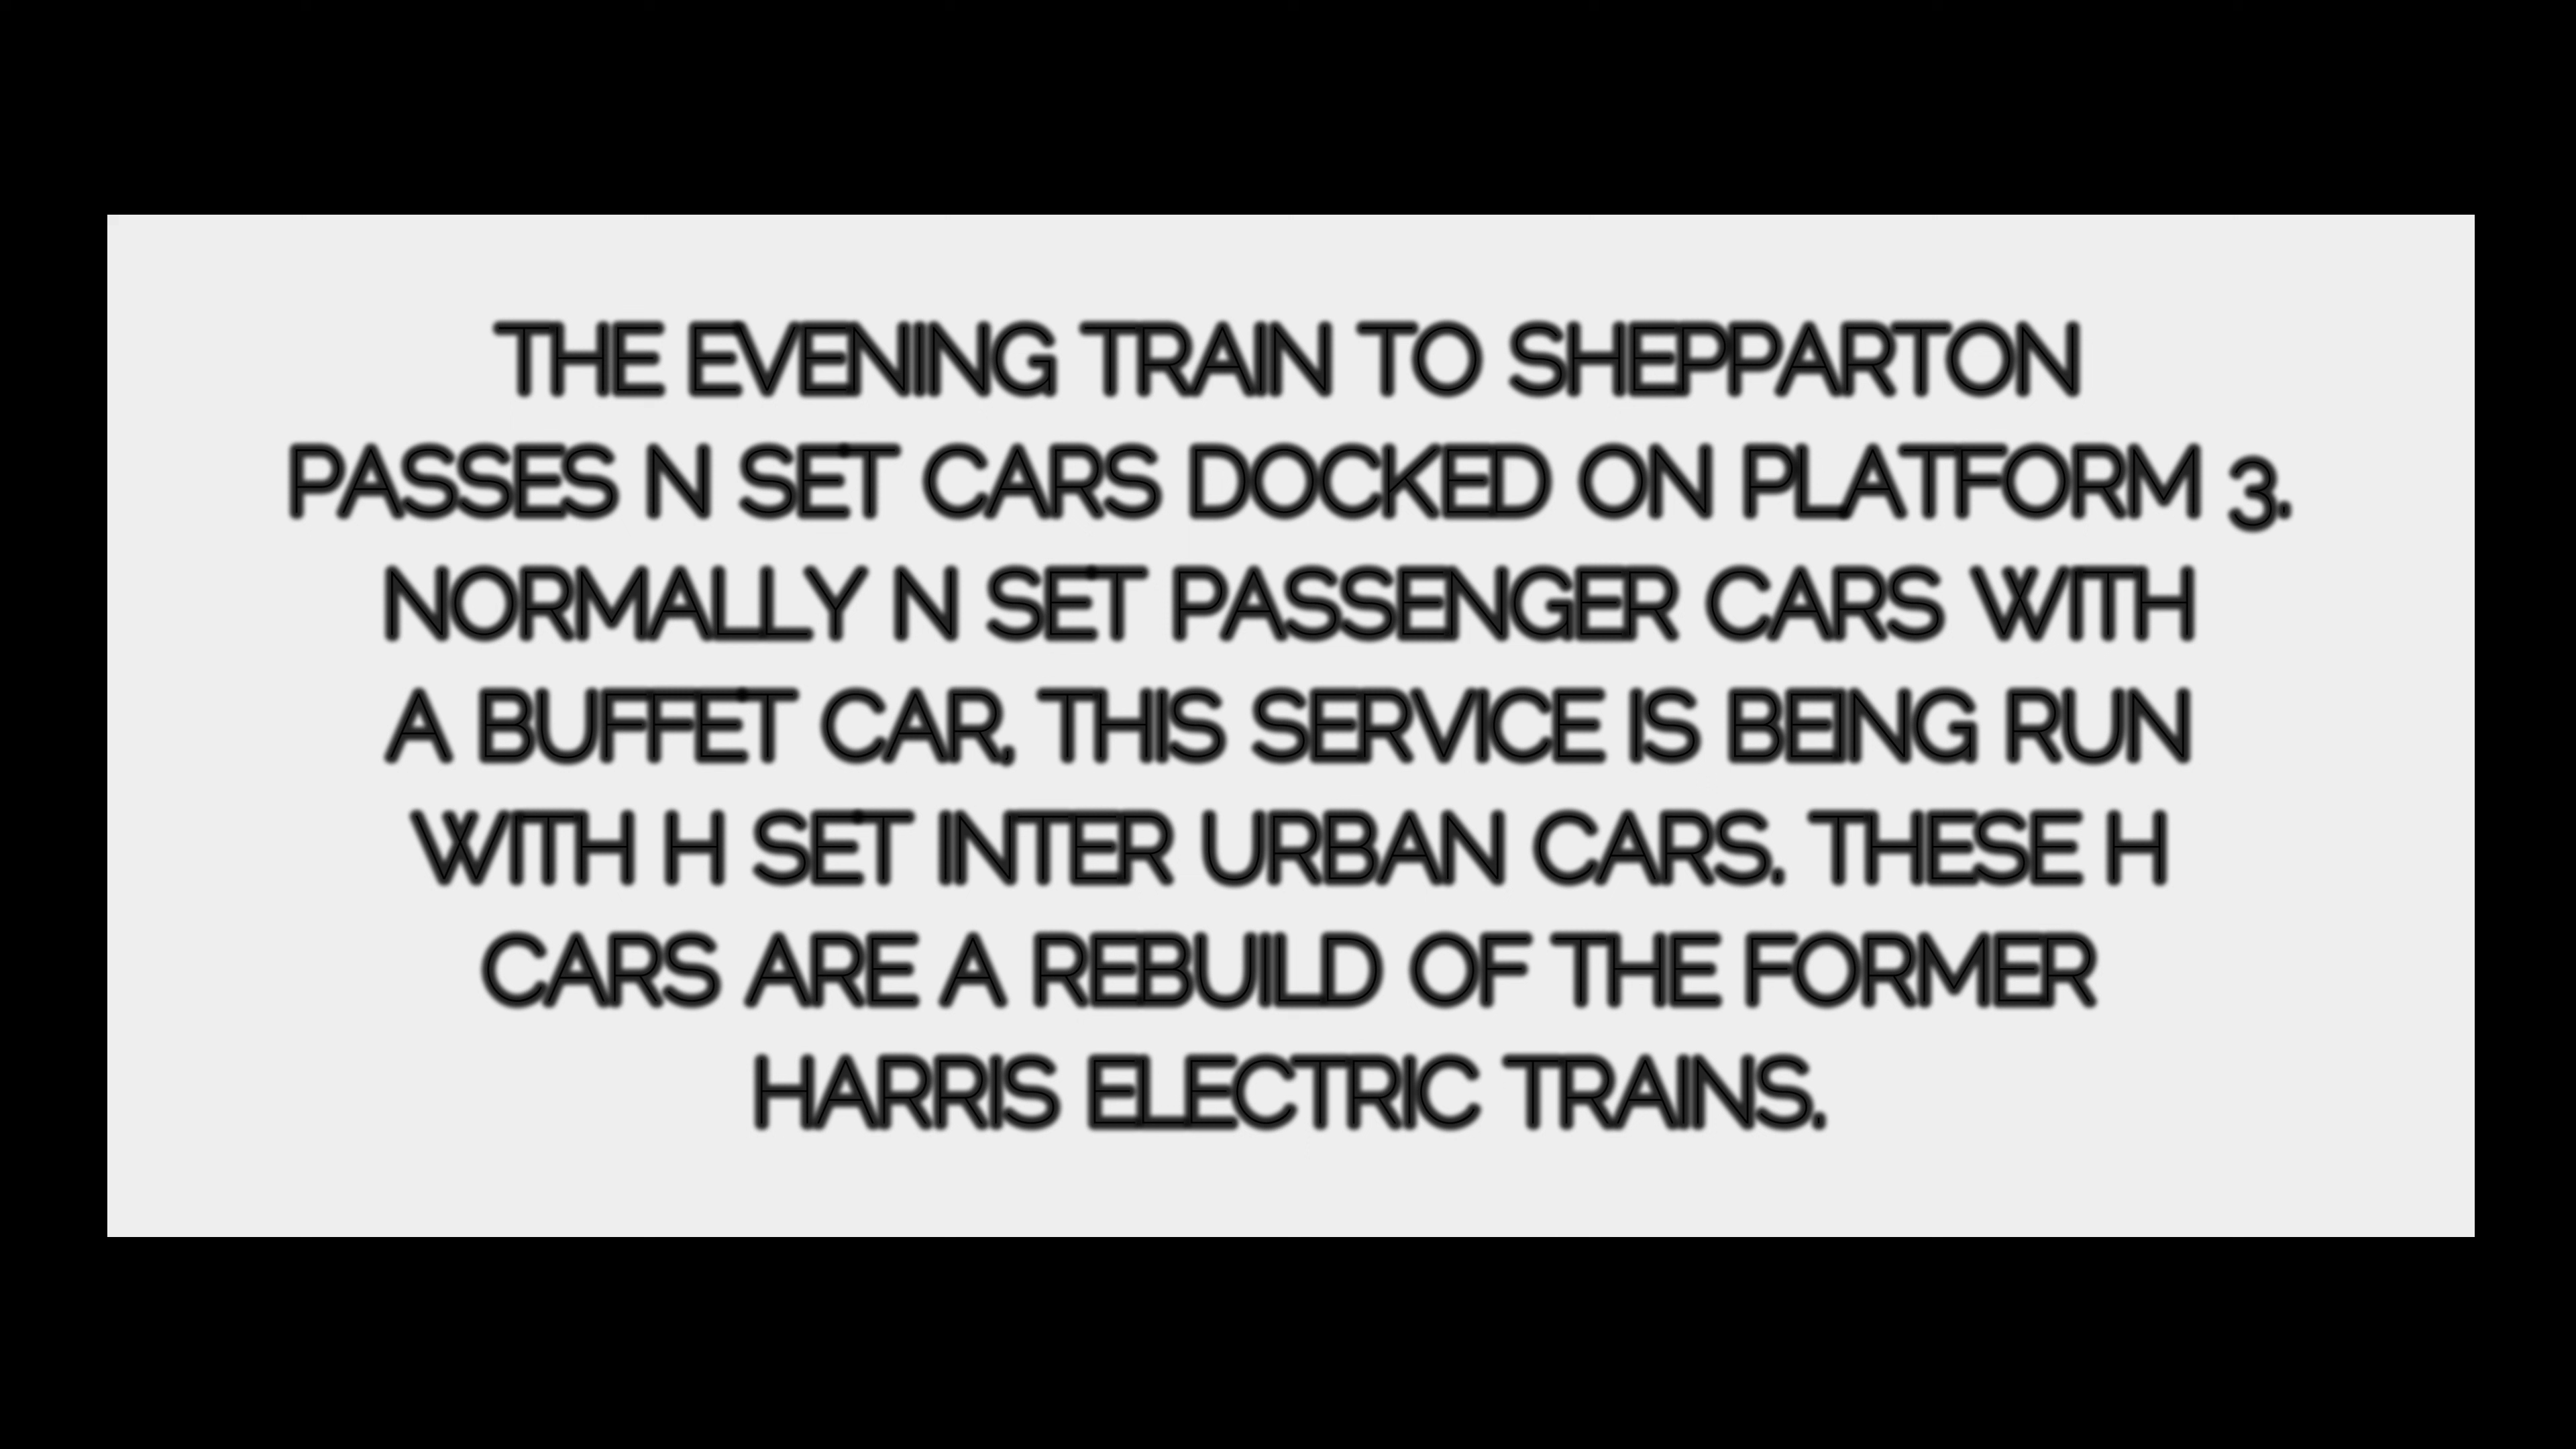 THE EVENING TRAIN TO SHEPPARTON
PASSES N SET CARS DOCKED ON PLATFORM 3.
NORMALLY N SET PASSENGER CARS WITH
A BUFFET CAR, THIS SERVICE IS BEING RUN
WITH H SET INTER URBAN CARS. THESE H
CARS ARE A REBUILD OF THE FORMER
HARRIS ELECTRIC TRAINS.